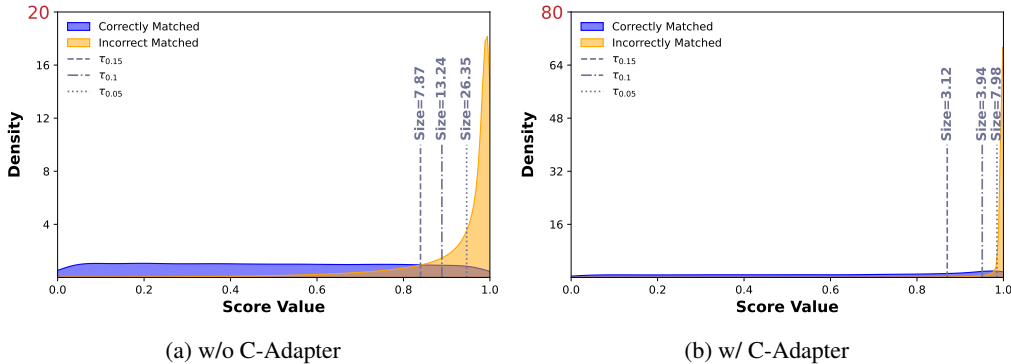 20
16
12
8
4
Density
Correctly Matched
Incorrect Matched
τ0.15
τ0.1
τ0.05
Size=7.87
Size=13.24
Size=26.35
0.0 0.2 0.4 0.6 0.8 1.0
Score Value
(a) w/o C-Adapter
80
64
48
32
16
Density
Correctly Matched
Incorrectly Matched
τ0.15
τ0.1
τ0.05
Size=3.12
Size=3.94
Size=7.98
0.0 0.2 0.4 0.6 0.8 1.0
Score Value
(b) w/ C-Adapter